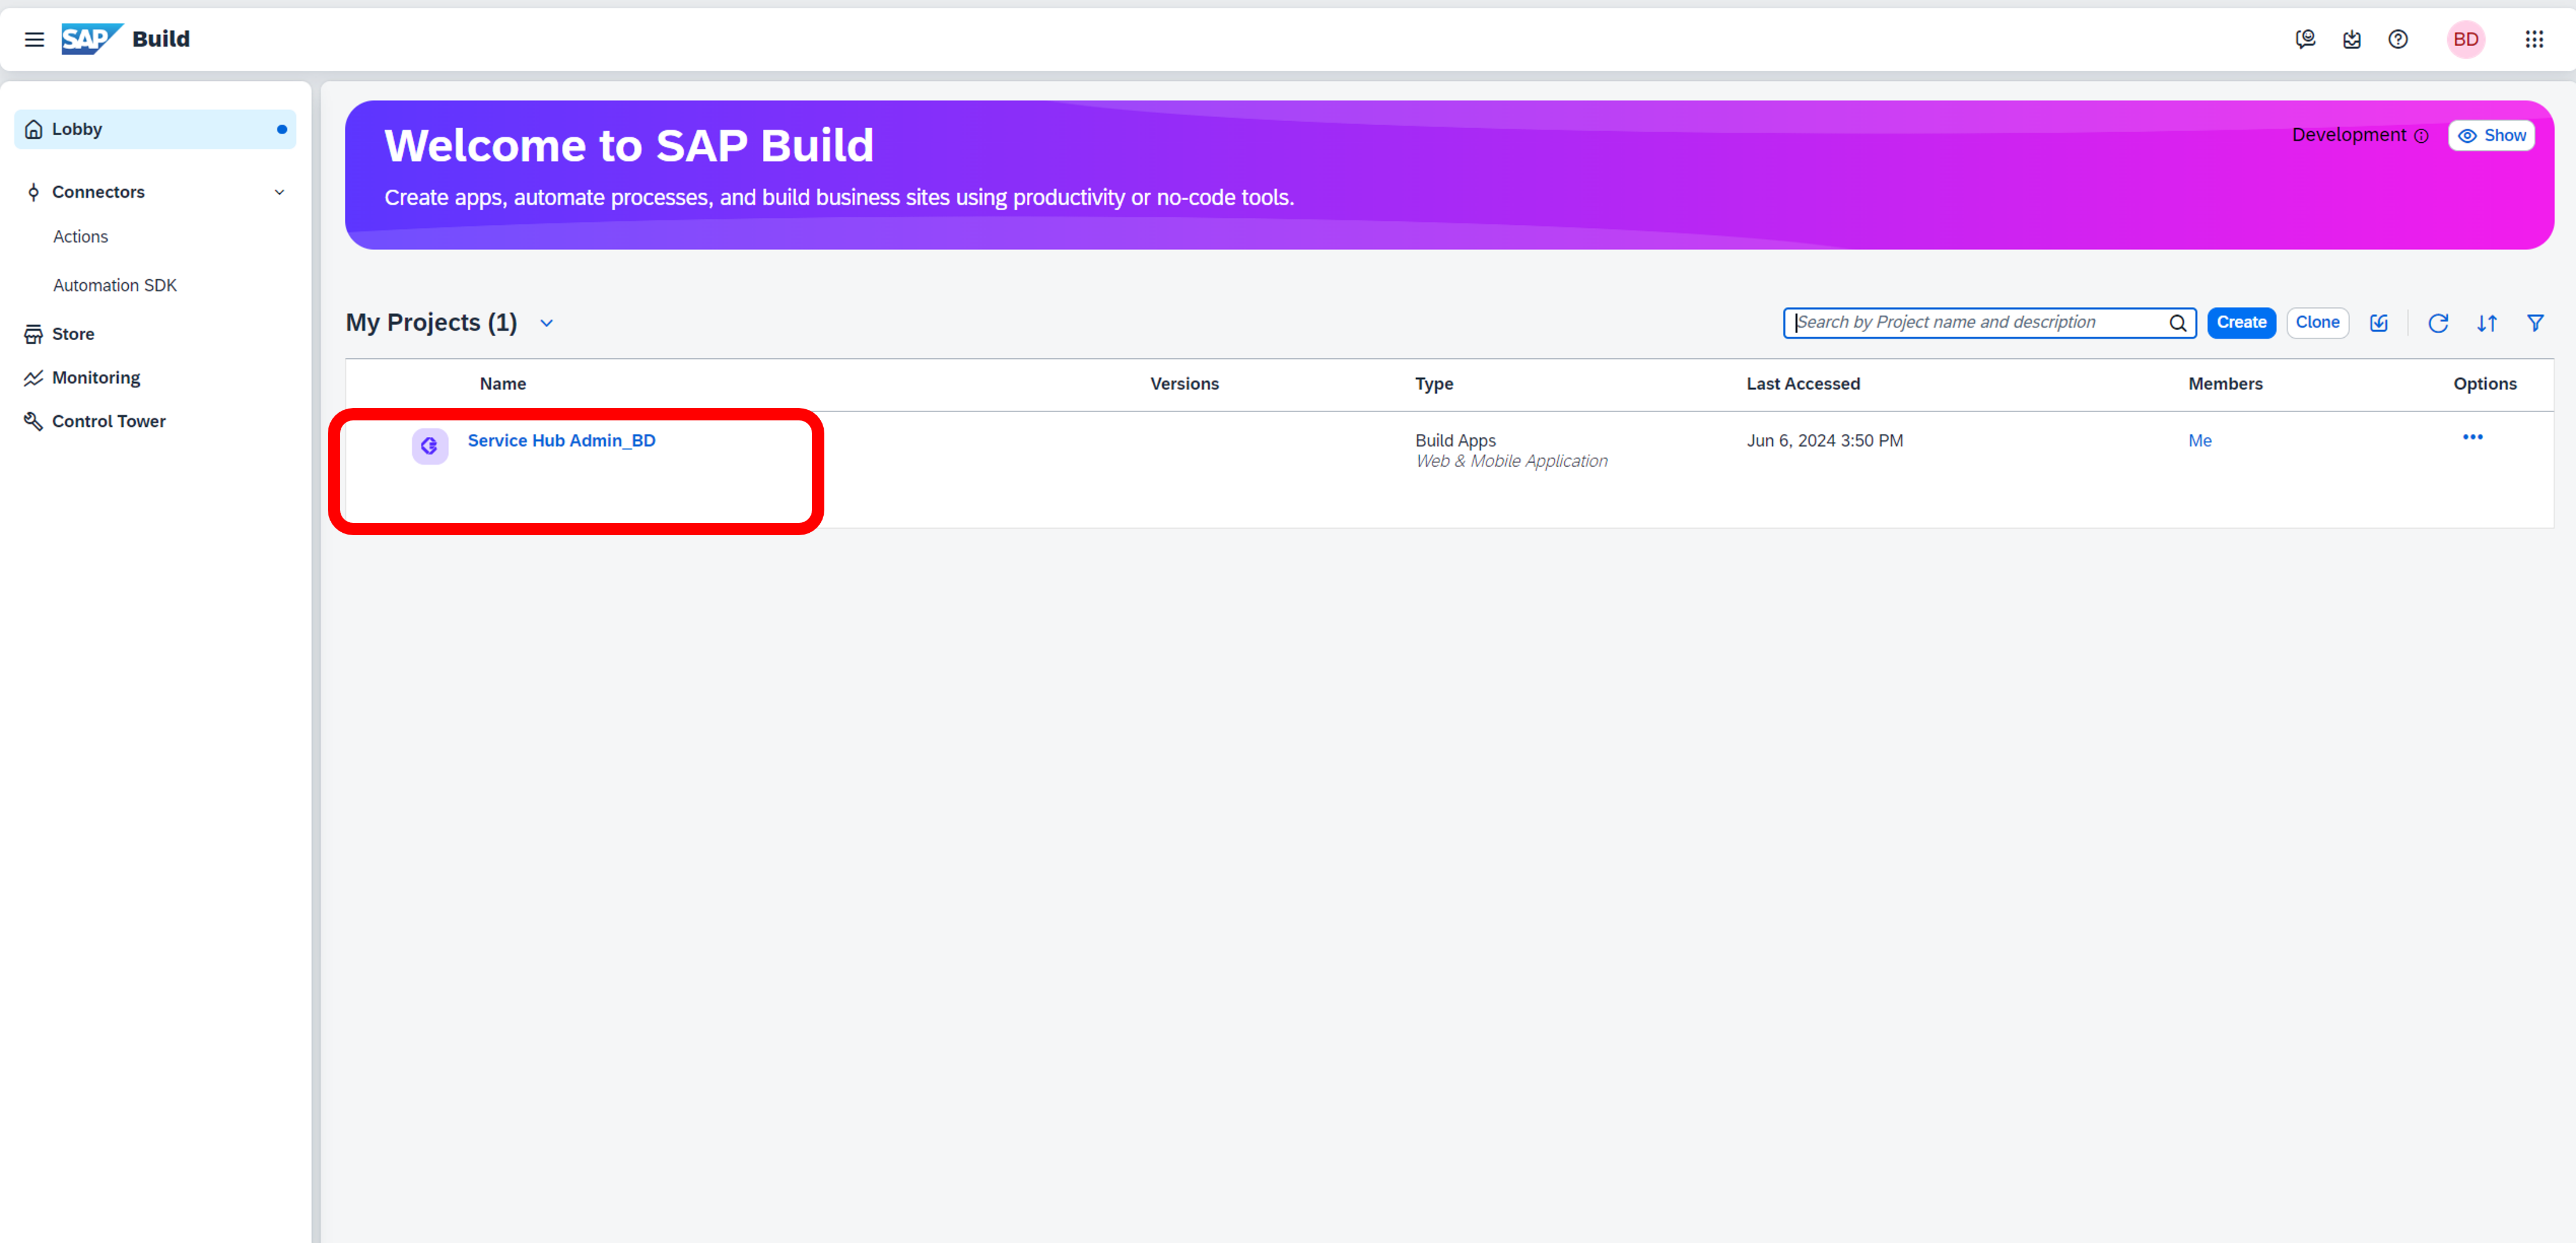 SAP Build
BD
Lobby
Connectors
Actions
Automation SDK
Store
Monitoring
Control Tower
Welcome to SAP Build
Create apps, automate processes, and build business sites using productivity or no-code tools.
Development
Show
My Projects (1)
Search by Project name and description
Create
Clone
Name Versions Type Last Accessed Members Options
Service Hub Admin_BD Build Apps Jun 6, 2024 3:50 PM Me
Web & Mobile Application